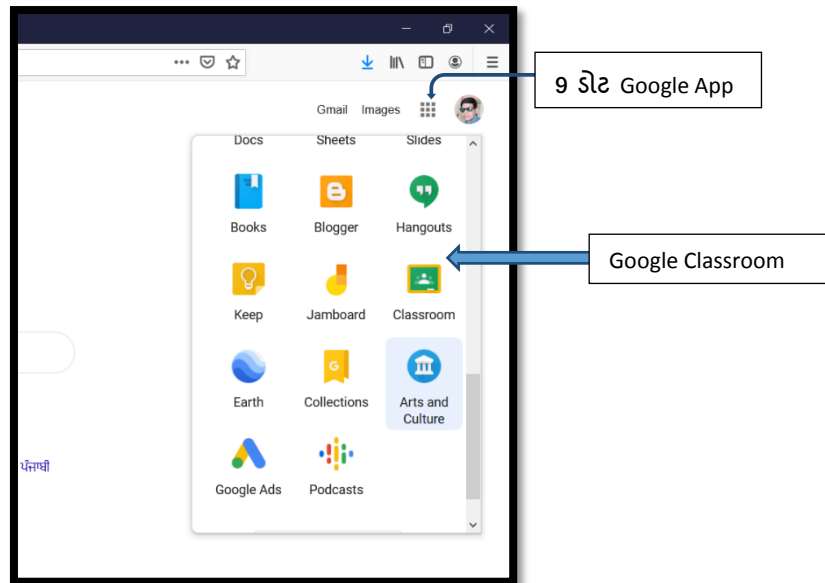 9 ડોટ Google App
Gmail Images
Docs Sheets Slides
Books Blogger Hangouts
Google Classroom
Keep Jamboard Classroom
Earth Collections Arts and
Culture
ਪੰਜਾਬੀ
Google Ads Podcasts